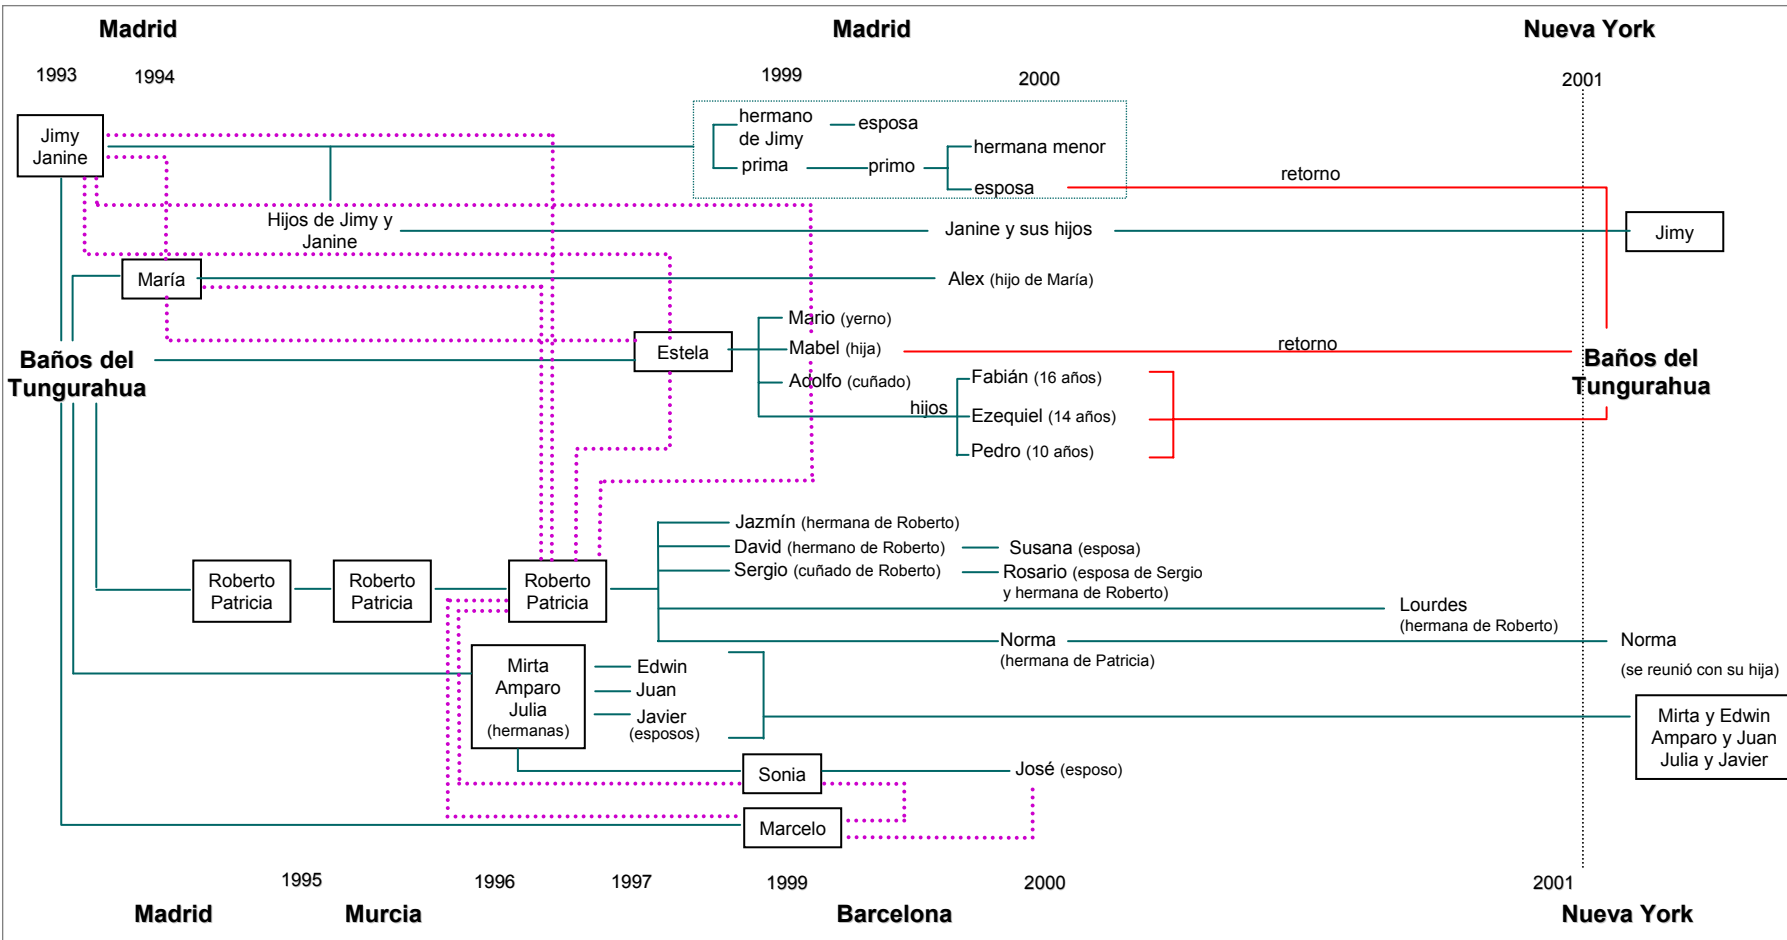 Madrid
Madrid
Nueva York
1993
1994
1999
2000
2001
Jimy
Janine
hermano
de Jimy
esposa
prima
primo
hermana menor
esposa
retorno
Hijos de Jimy y
Janine
Janine y sus hijos
Jimy
María
Alex (hijo de María)
Baños del
Tungurahua
Estela
Mario (yerno)
Mabel (hija)
Adolfo (cuñado)
hijos
Fabián (16 años)
Ezequiel (14 años)
Pedro (10 años)
retorno
Baños del
Tungurahua
Roberto
Patricia
Roberto
Patricia
Roberto
Patricia
Jazmín (hermana de Roberto)
David (hermano de Roberto)
Susana (esposa)
Sergio (cuñado de Roberto)
Rosario (esposa de Sergio
y hermana de Roberto)
Lourdes
(hermana de Roberto)
Norma
(hermana de Patricia)
Norma
(se reunió con su hija)
Mirta
Amparo
Julia
(hermanas)
Edwin
Juan
Javier
(esposos)
Mirta y Edwin
Amparo y Juan
Julia y Javier
Sonia
José (esposo)
Marcelo
1995
1996
1997
1999
2000
2001
Madrid
Murcia
Barcelona
Nueva York